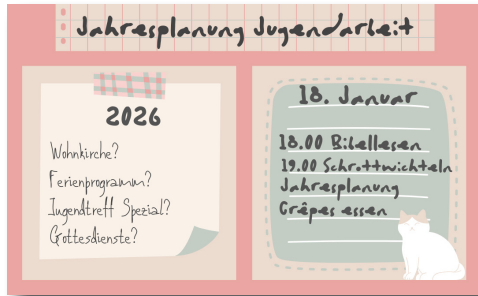 Jahresplanung Jugendarbeit
2026
Wohnkirche?
Ferienprogramm?
Jugendtreff Spezial?
Gottesdienste?
18. Januar
18.00 Bibellesen
19.00 Schrottwichteln
Jahresplanung
Crêpes essen